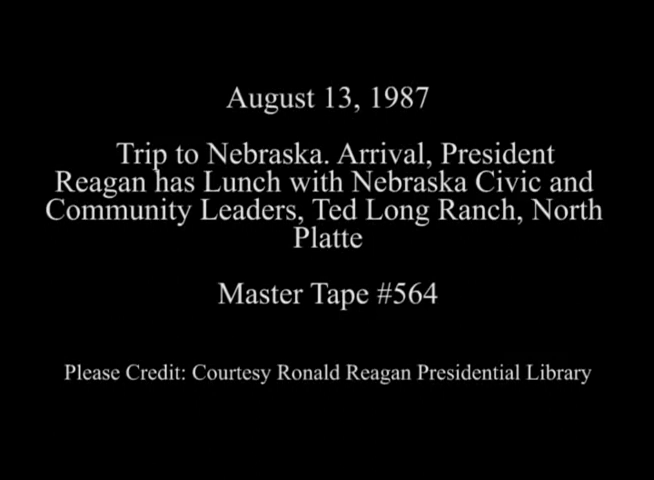 August 13, 1987
Trip to Nebraska. Arrival, President
Reagan has Lunch with Nebraska Civic and
Community Leaders, Ted Long Ranch, North
Platte
Master Tape #564
Please Credit: Courtesy Ronald Reagan Presidential Library